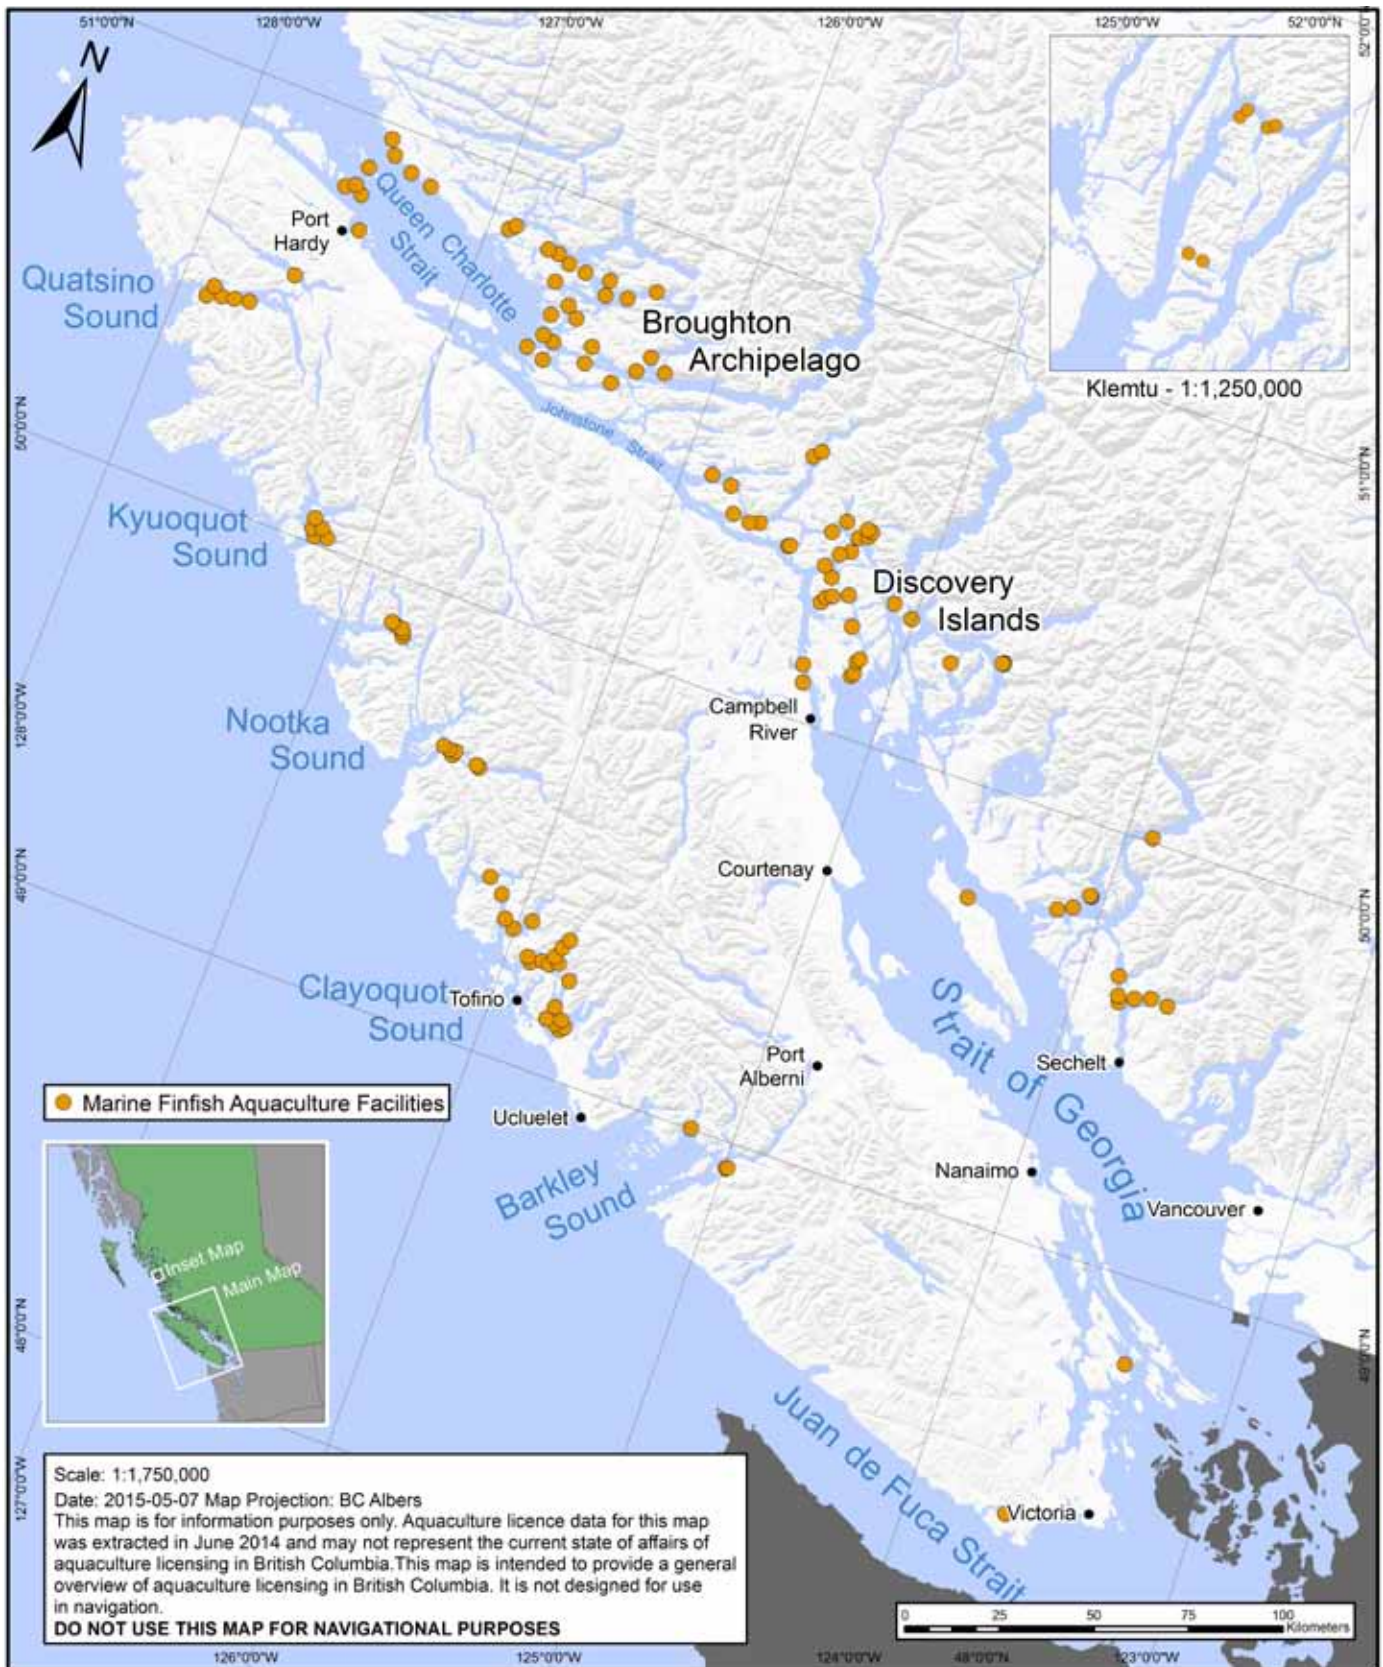 51°0'0"N
128°0'0"W
127°0'0"W
126°0'0"W
125°0'0"W
52°0'0"N
52°0'0"N
N
Port
Hardy
Queen Charlotte
Strait
Quatsino
Sound
Broughton
Archipelago
Klemtu - 1:1,250,000
50°0'0"N
Johnstone Strait
51°0'0"N
Kyuoquot
Sound
Discovery
Islands
128°0'0"W
Nootka
Sound
Campbell
River
49°0'0"N
Courtenay
50°0'0"N
Clayoquot
Sound
Tofino
Strait of Georgia
Port
Alberni
Sechelt
Marine Finfish Aquaculture Facilities
Ucluelet
Barkley
Sound
Nanaimo
Vancouver
Inset Map
Main Map
48°0'0"N
49°0'0"N
Juan de Fuca Strait
Victoria
127°0'0"W
Scale: 1:1,750,000
Date: 2015-05-07 Map Projection: BC Albers
This map is for information purposes only. Aquaculture licence data for this map
was extracted in June 2014 and may not represent the current state of affairs of
aquaculture licensing in British Columbia.This map is intended to provide a general
overview of aquaculture licensing in British Columbia. It is not designed for use
in navigation.
DO NOT USE THIS MAP FOR NAVIGATIONAL PURPOSES
0 25 50 75 100
Kilometers
126°0'0"W
125°0'0"W
124°0'0"W
48°0'0"N
123°0'0"W